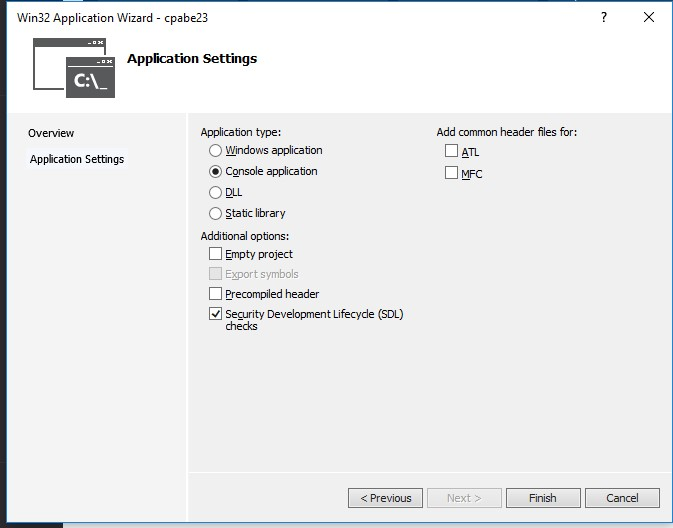 Win32 Application Wizard - cpabe23
?
C:\_
Application Settings
Overview
Application Settings
Application type:
Windows application
Console application
DLL
Static library
Additional options:
Empty project
Export symbols
Precompiled header
Security Development Lifecycle (SDL)
checks
Add common header files for:
ATL
MFC
< Previous
Next >
Finish
Cancel